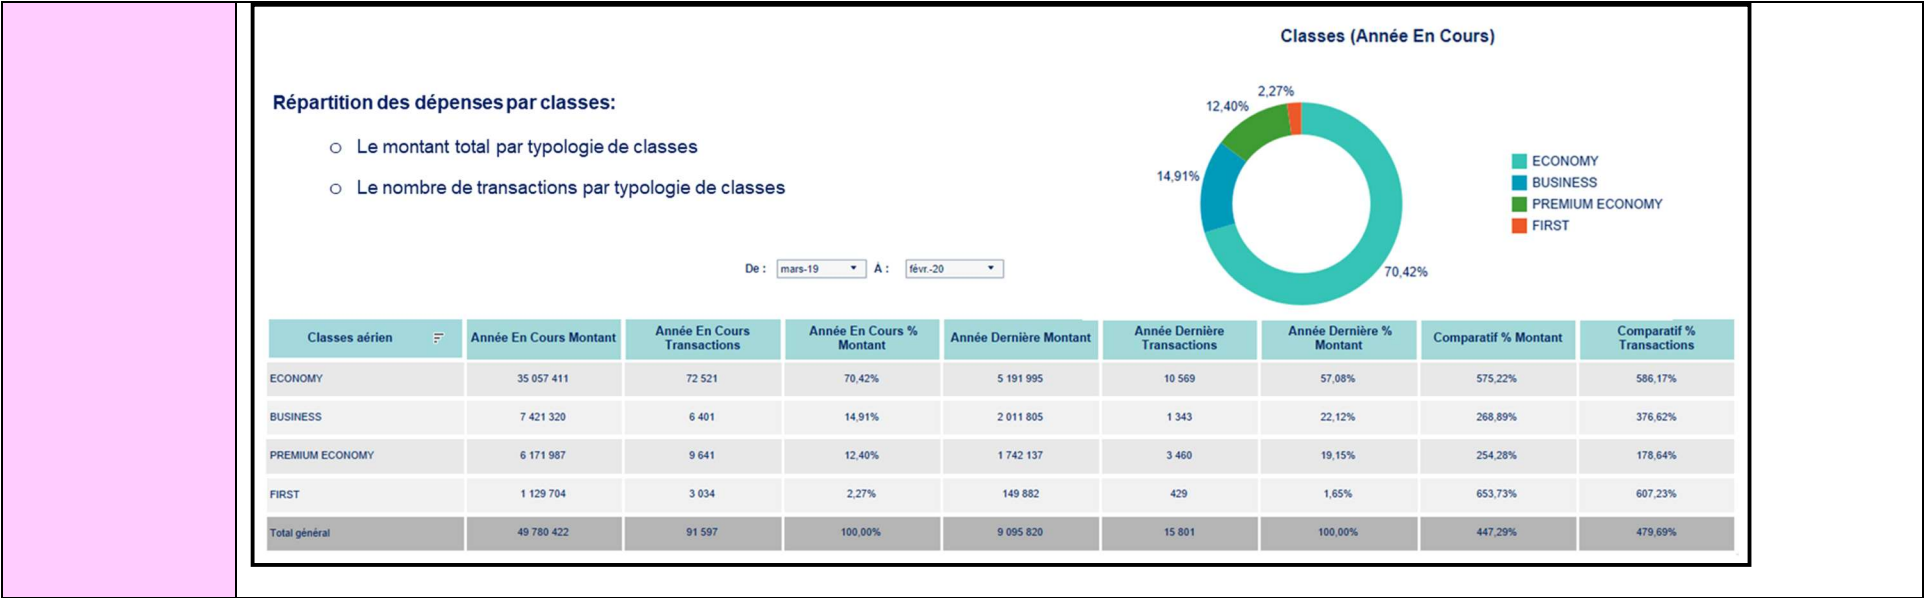 Classes (Année En Cours)
Répartition des dépenses par classes:
o Le montant total par typologie de classes
o Le nombre de transactions par typologie de classes
2,27%
12,40%
14,91%
70,42%
ECONOMY
BUSINESS
PREMIUM ECONOMY
FIRST
De : mars-19 À : févr.-20
Classes aérien Année En Cours Montant Année En Cours Transactions Année En Cours % Montant Année Dernière Montant Année Dernière Transactions Année Dernière % Montant Comparatif % Montant Comparatif % Transactions
ECONOMY 35 057 411 72 521 70,42% 5 191 995 10 569 57,08% 575,22% 586,17%
BUSINESS 7 421 320 6 401 14,91% 2 011 805 1 343 22,12% 268,89% 376,62%
PREMIUM ECONOMY 6 171 987 9 641 12,40% 1 742 137 3 460 19,15% 254,28% 178,64%
FIRST 1 129 704 3 034 2,27% 149 882 429 1,65% 653,73% 607,23%
Total général 49 780 422 91 597 100,00% 9 095 820 15 801 100,00% 447,29% 479,69%